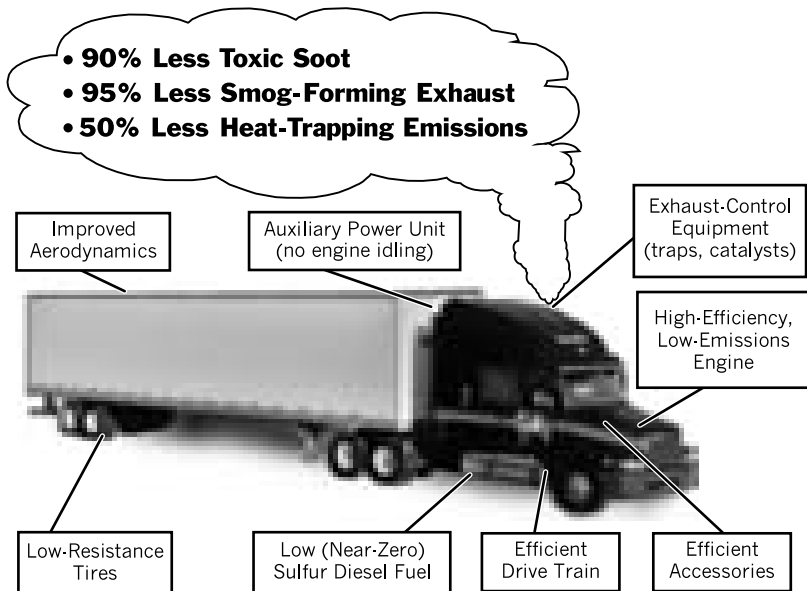 • 90% Less Toxic Soot
• 95% Less Smog-Forming Exhaust
• 50% Less Heat-Trapping Emissions
Improved
Aerodynamics
Auxiliary Power Unit
(no engine idling)
Exhaust-Control
Equipment
(traps, catalysts)
High-Efficiency,
Low-Emissions
Engine
Low-Resistance
Tires
Low (Near-Zero)
Sulfur Diesel Fuel
Efficient
Drive Train
Efficient
Accessories